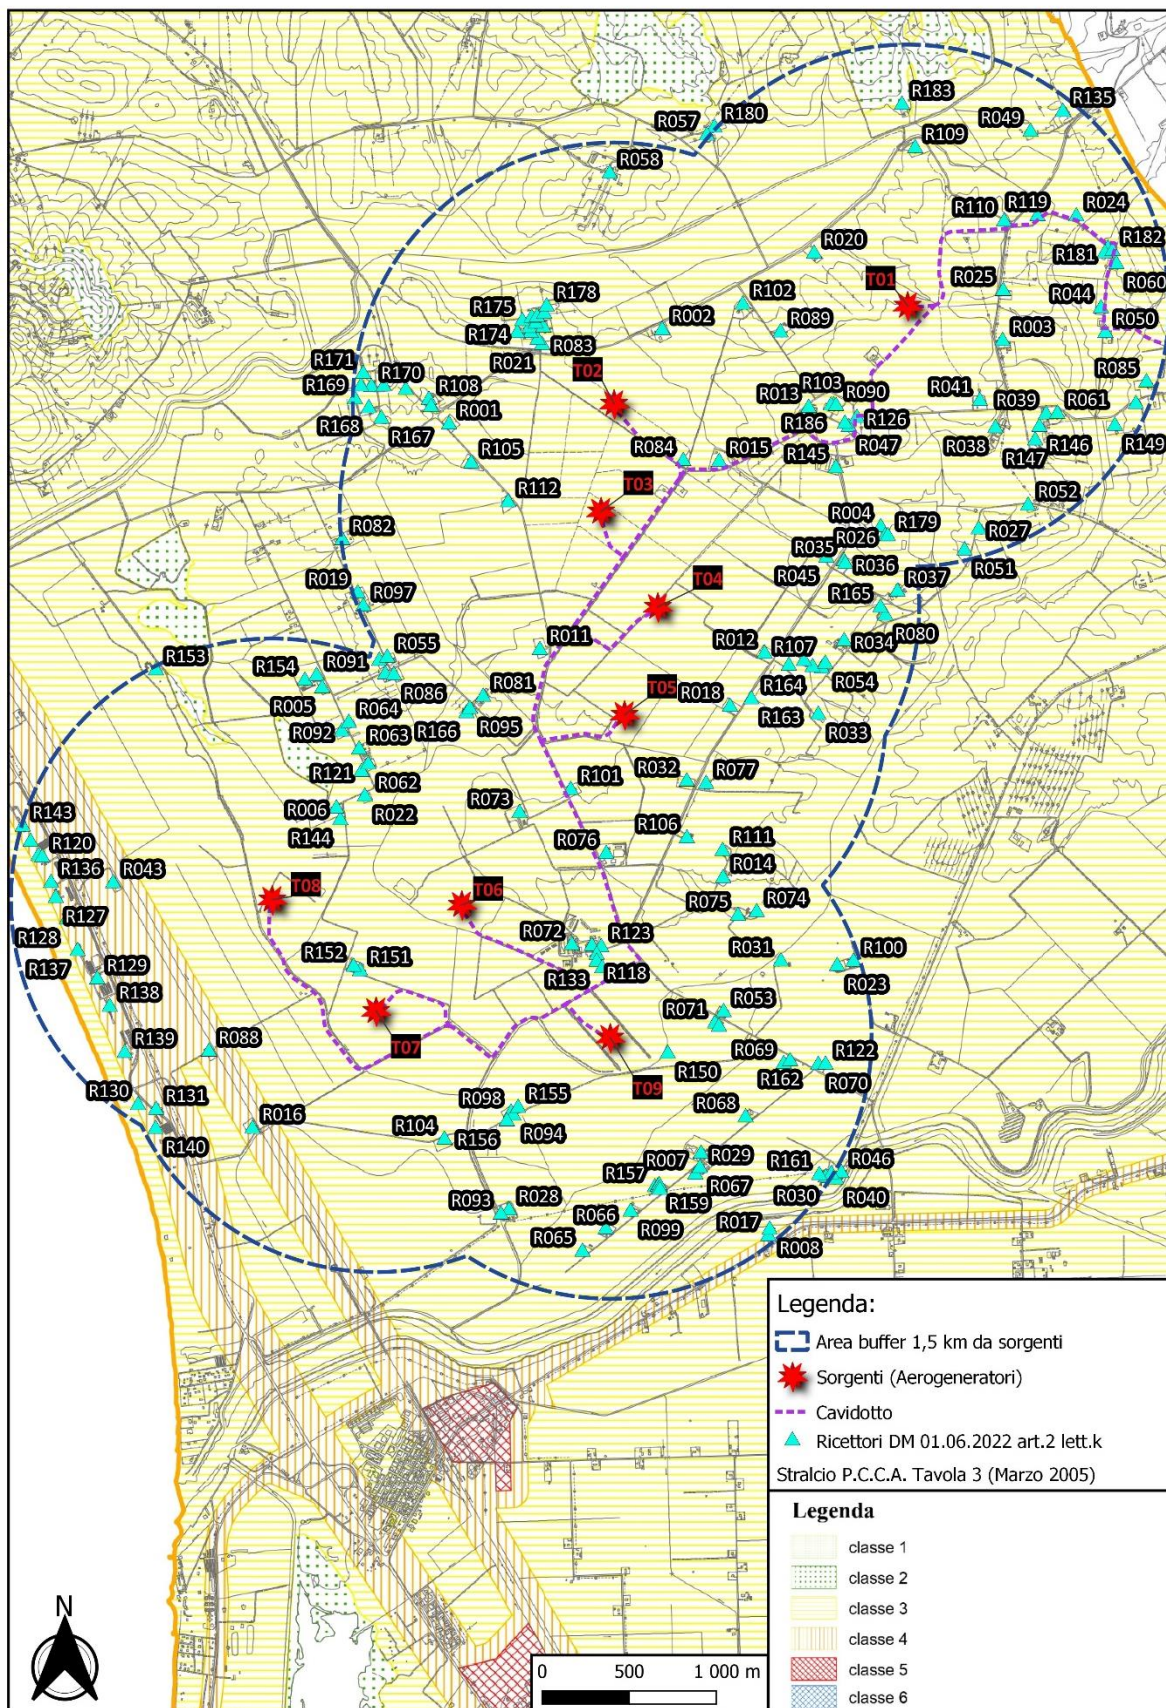 R183
R135
R180
R057
R049
R109
R058
R119
R024
R110
R182
R020
R181
T01
R025
R060
R178
R102
R044
R175
R002
R050
R174
R089
R003
R083
R021
R171
R170
T02
R085
R169
R108
R103
R090
R041
R013
R039
R061
R001
R168
R186
R126
R167
R084
R015
R047
R038
R146
R149
R105
R145
R147
T03
R112
R052
R004
R082
R179
R027
R026
R035
R036
R051
R045
R019
T04
R037
R097
R165
R011
R012
R107
R034
R080
R055
R153
R091
R154
R081
T05
R018
R164
R054
R086
R005
R064
R163
R092
R063
R166
R095
R033
R121
R062
R101
R032
R077
R006
R022
R073
R143
R144
R106
R111
R120
R076
R014
R136
R043
T08
T06
R127
R075
R074
R128
R072
R123
R152
R151
R031
R100
R137
R129
R133
R118
R023
R138
R071
R053
R139
R088
T07
R069
R122
T09
R150
R162
R070
R130
R131
R155
R098
R068
R016
R104
R094
R140
R156
R007
R029
R161
R046
R157
R067
R030
R040
R093
R028
R159
R066
R099
R017
R065
R008
Legenda:
Area buffer 1,5 km da sorgenti
Sorgenti (Aerogeneratori)
Cavidotto
Ricettori DM 01.06.2022 art.2 lett.k
Stralcio P.C.C.A. Tavola 3 (Marzo 2005)
Legenda
classe 1
classe 2
classe 3
classe 4
classe 5
classe 6
N
0 500 1 000 m